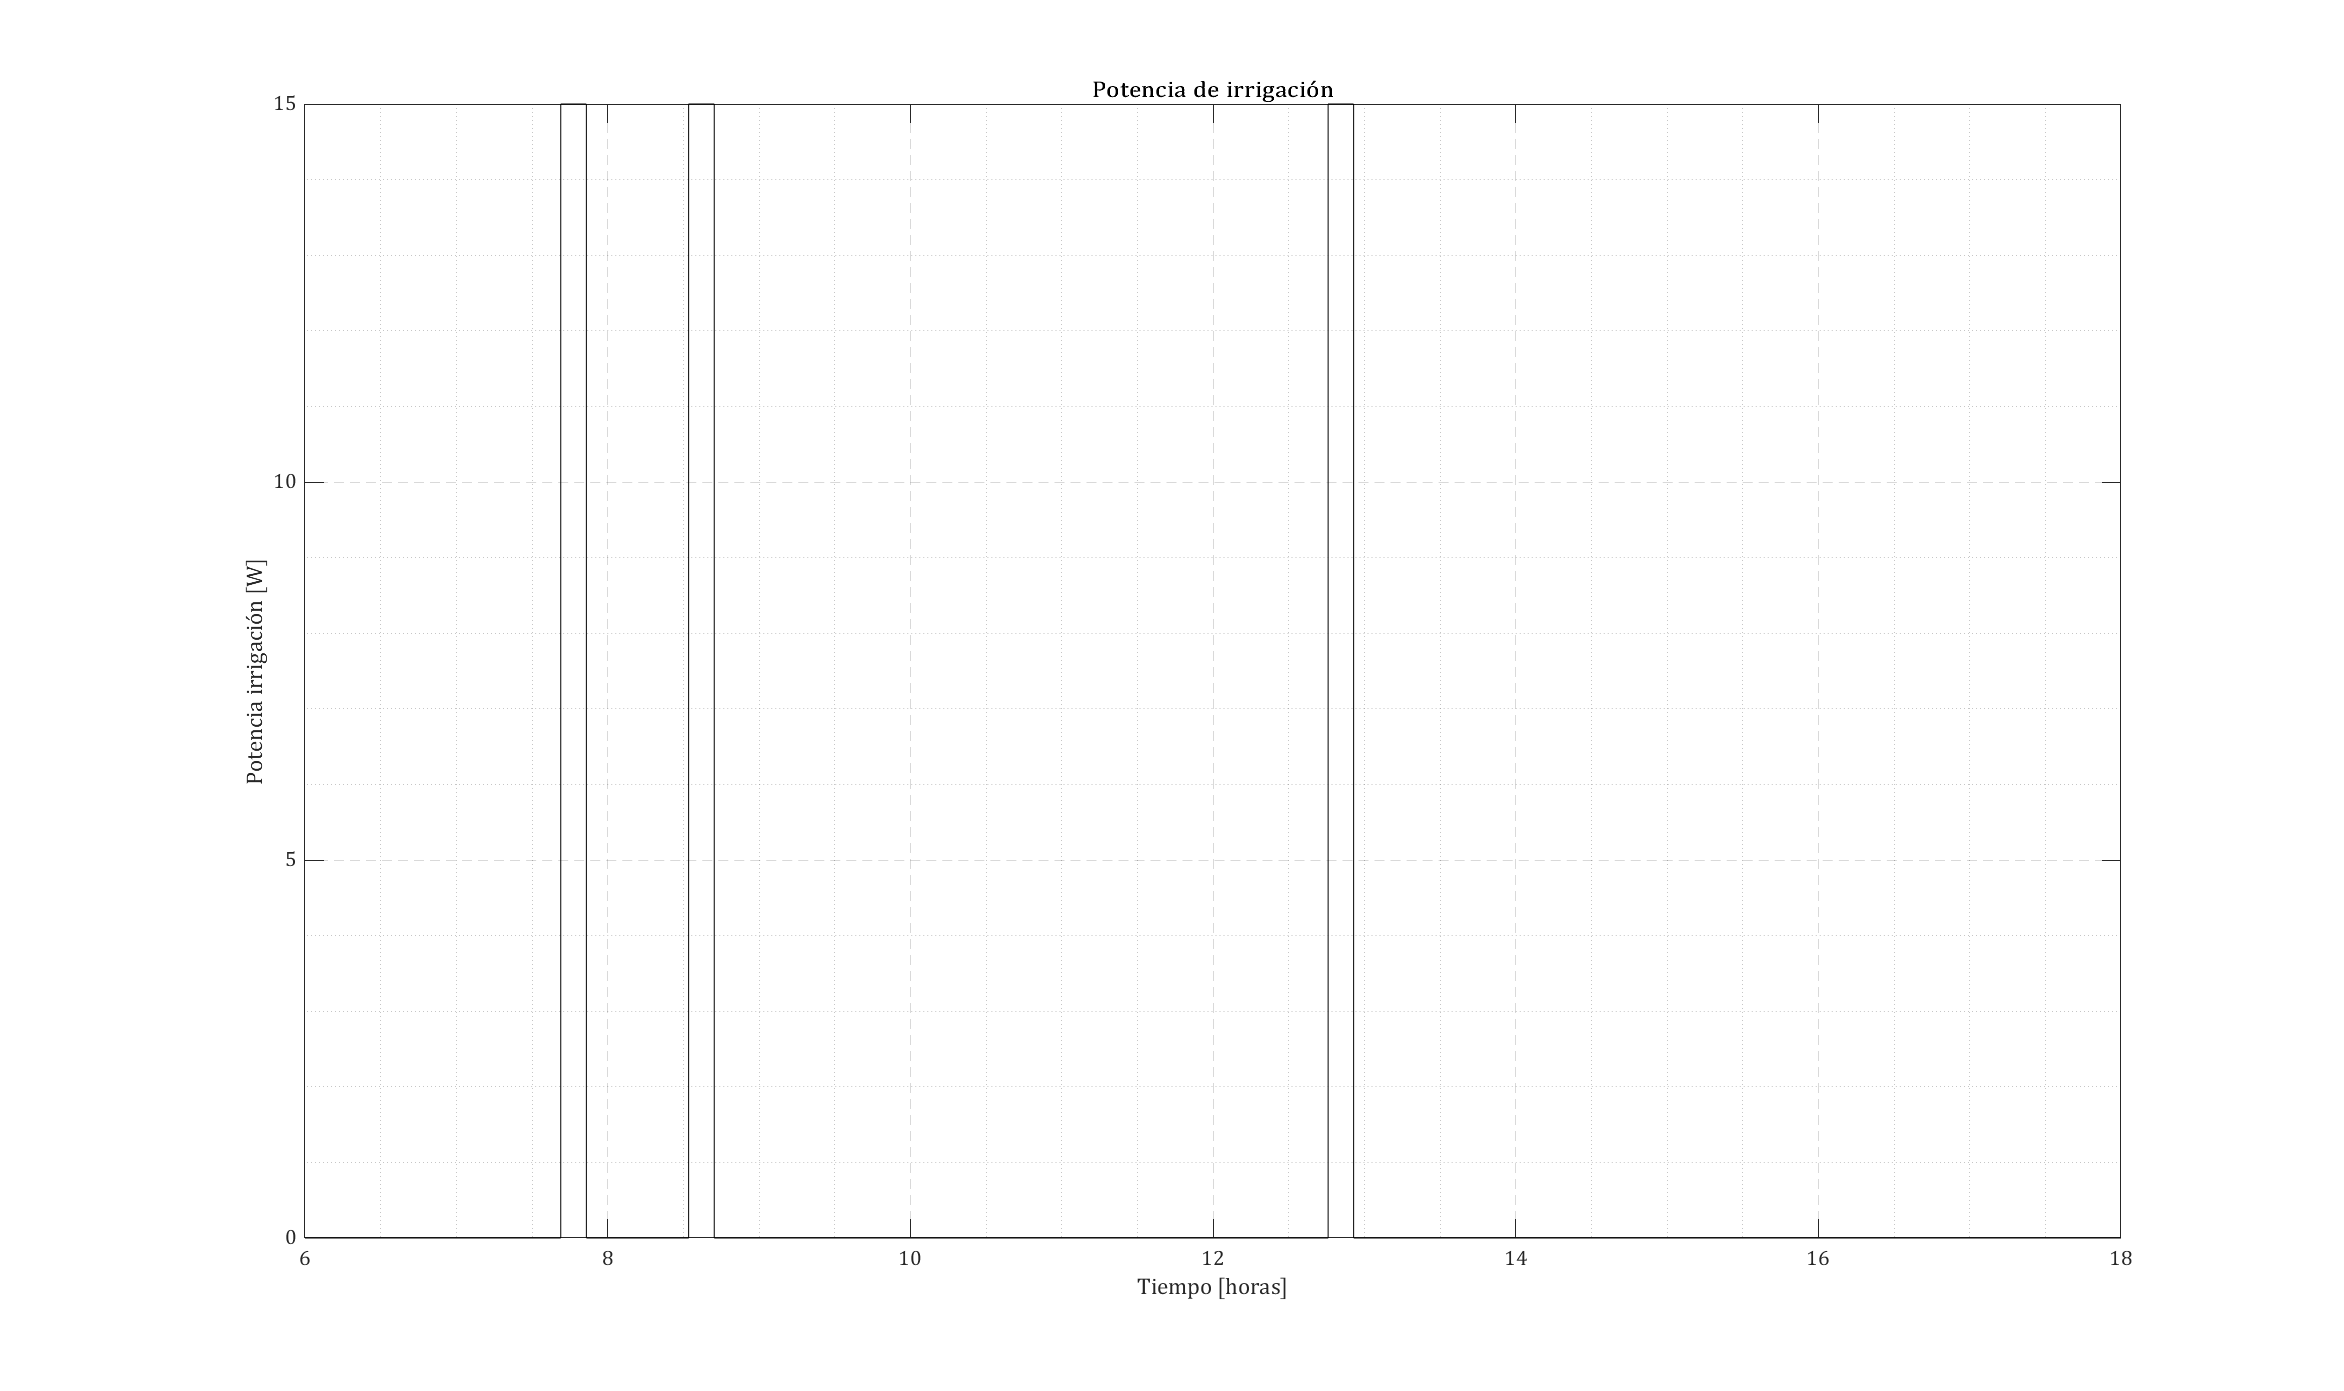 Potencia de irrigación
15
10
5
0
Potencia irrigación [W]
6 8 10 12 14 16 18
Tiempo [horas]